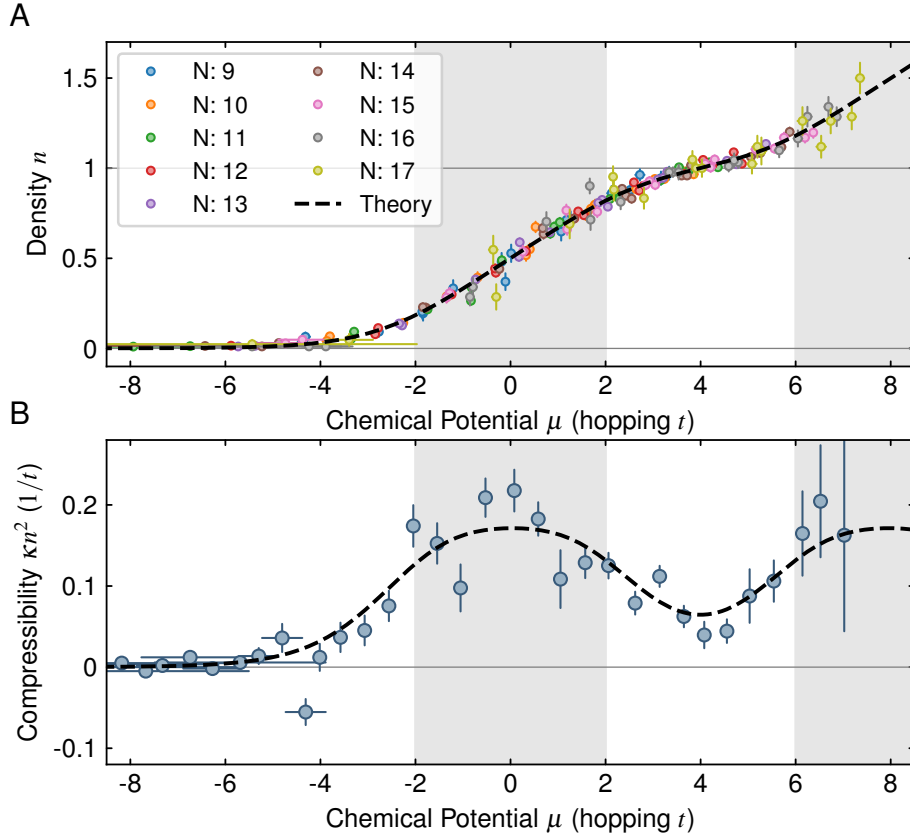 A
Density n
1.5
1
0.5
0
N: 9
N: 10
N: 11
N: 12
N: 13
N: 14
N: 15
N: 16
N: 17
Theory
-8 -6 -4 -2 0 2 4 6 8
Chemical Potential μ (hopping t)
B
Compressibility κn² (1/t)
0.2
0.1
0
-0.1
-8 -6 -4 -2 0 2 4 6 8
Chemical Potential μ (hopping t)